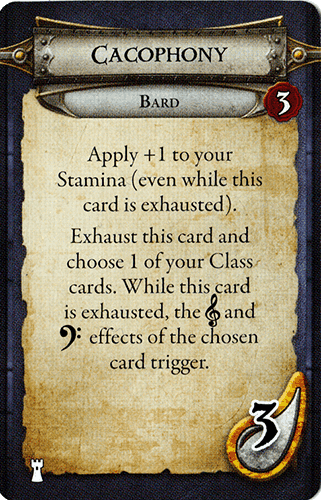 Cacophony
Bard
3
Apply +1 to your
Stamina (even while this
card is exhausted).
Exhaust this card and
choose 1 of your Class
cards. While this card
is exhausted, the 𝄞 and
𝄢 effects of the chosen
card trigger.
3